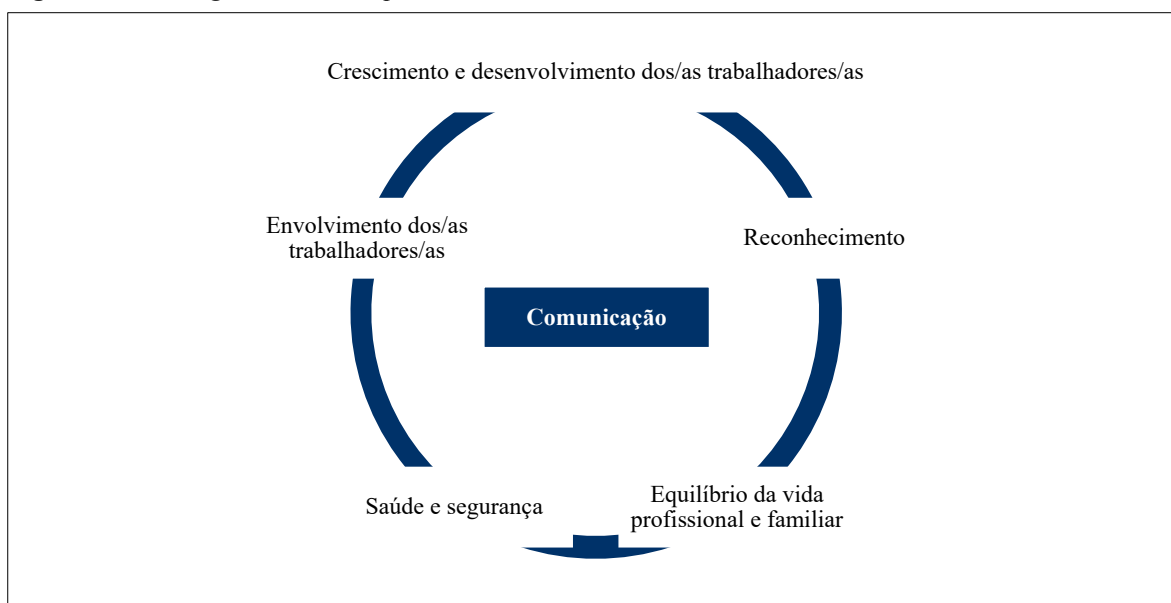 Crescimento e desenvolvimento dos/as trabalhadores/as
Envolvimento dos/as
trabalhadores/as
Reconhecimento
Comunicação
Saúde e segurança
Equilíbrio da vida
profissional e familiar